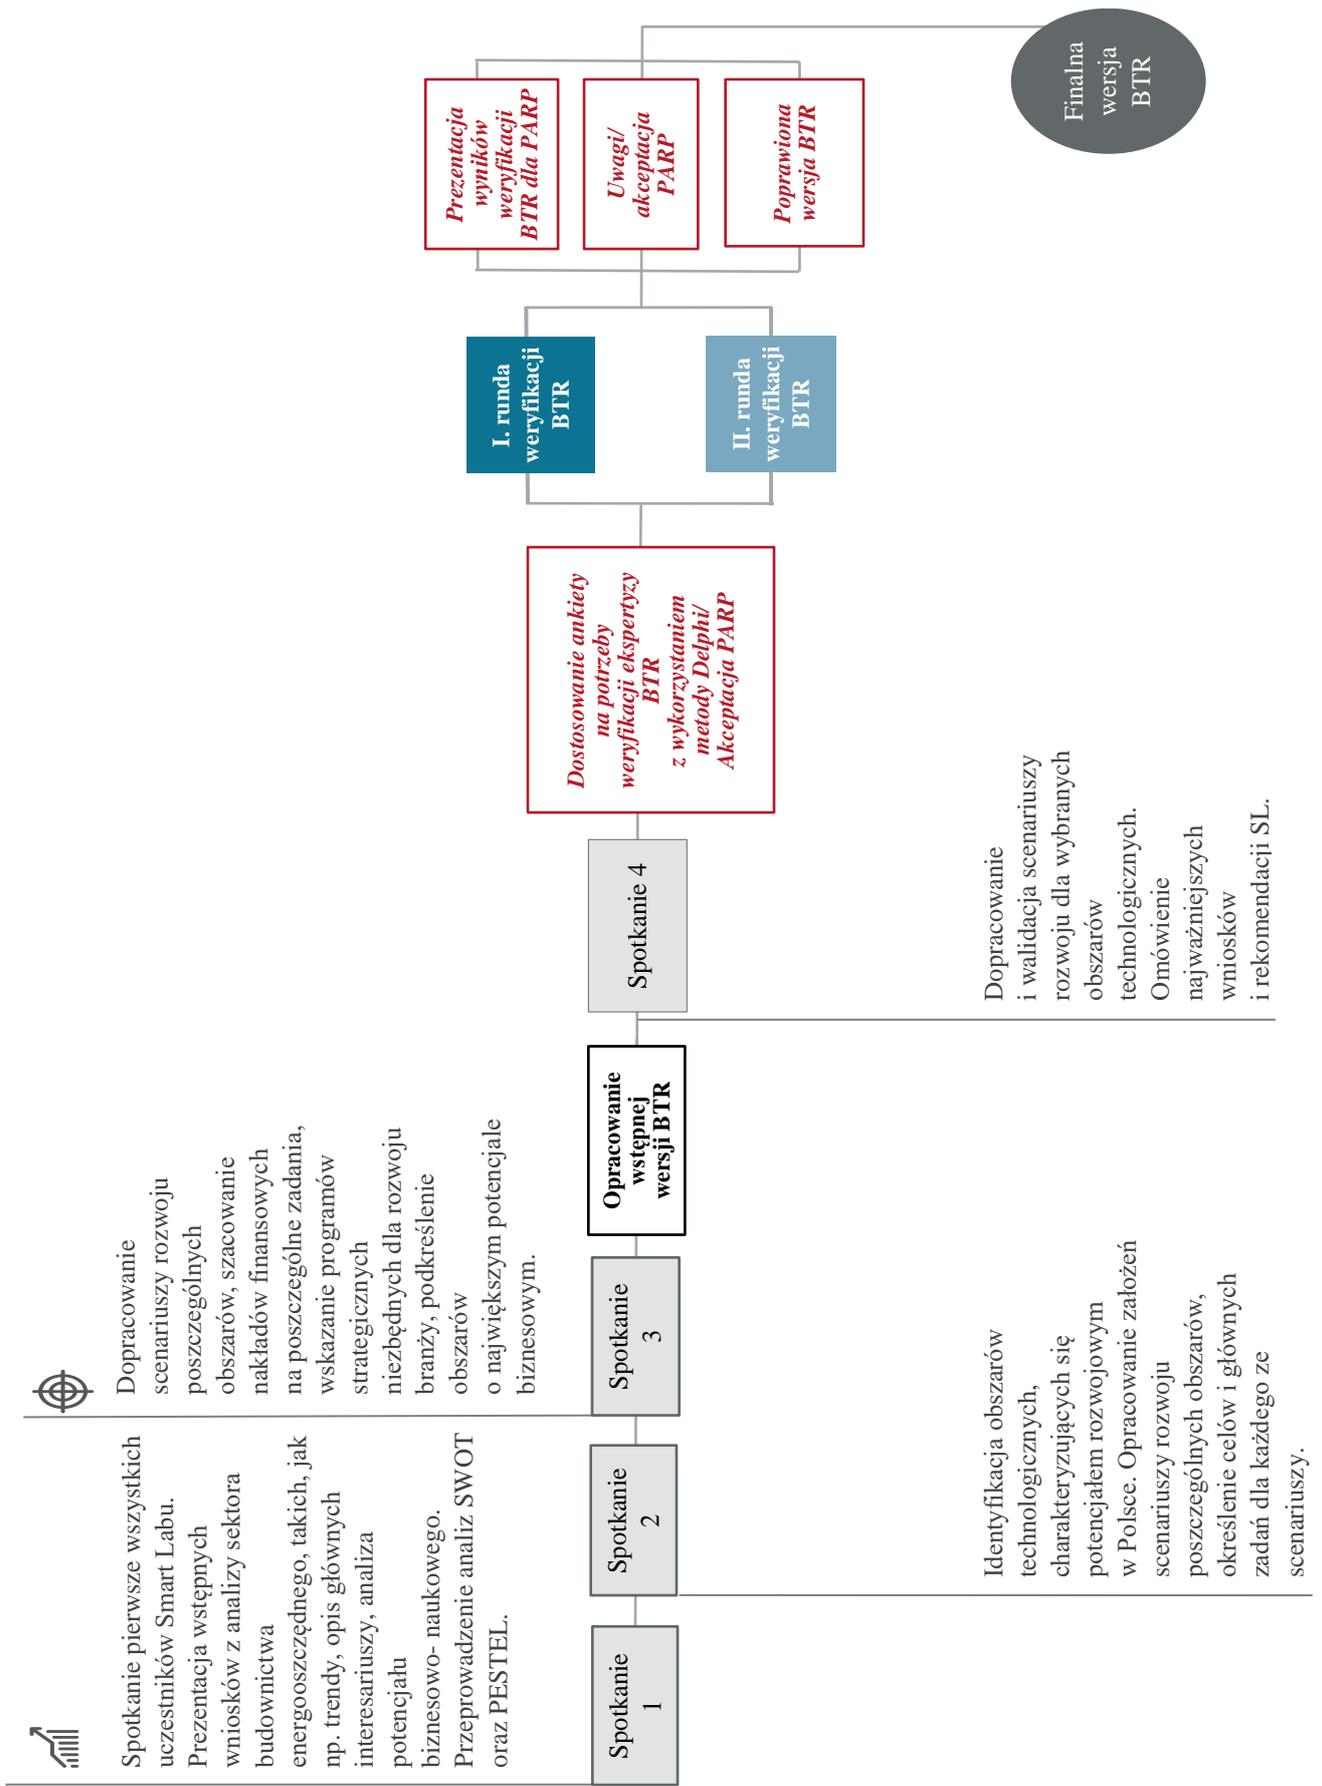 Spotkanie pierwsze wszystkich
uczestników Smart Labu.
Prezentacja wstępnych
wniosków z analizy sektora
budownictwa
energooszczędnego, takich, jak
np. trendy, opis głównych
interesariuszy, analiza
potencjału
biznesowo- naukowego.
Przeprowadzenie analiz SWOT
oraz PESTEL.
Dopracowanie
scenariuszy rozwoju
poszczególnych
obszarów, szacowanie
nakładów finansowych
na poszczególne zadania,
wskazanie programów
strategicznych
niezbędnych dla rozwoju
branży, podkreślenie
obszarów
o największym potencjale
biznesowym.
Spotkanie
1
Spotkanie
2
Spotkanie
3
Opracowanie
wstępnej
wersji BTR
Spotkanie 4
Dostosowanie ankiety
na potrzeby
weryfikacji ekspertyzy
BTR
z wykorzystaniem
metody Delphi/
Akceptacja PARP
I. runda
weryfikacji
BTR
II. runda
weryfikacji
BTR
Prezentacja
wyników
weryfikacji
BTR dla PARP
Uwagi/
akceptacja
PARP
Poprawiona
wersja BTR
Identyfikacja obszarów
technologicznych,
charakteryzujących się
potencjałem rozwojowym
w Polsce. Opracowanie założeń
scenariuszy rozwoju
poszczególnych obszarów,
określenie celów i głównych
zadań dla każdego ze
scenariuszy.
Dopracowanie
i walidacja scenariuszy
rozwoju dla wybranych
obszarów
technologicznych.
Omówienie
najważniejszych
wniosków
i rekomendacji SL.
Finalna
wersja
BTR